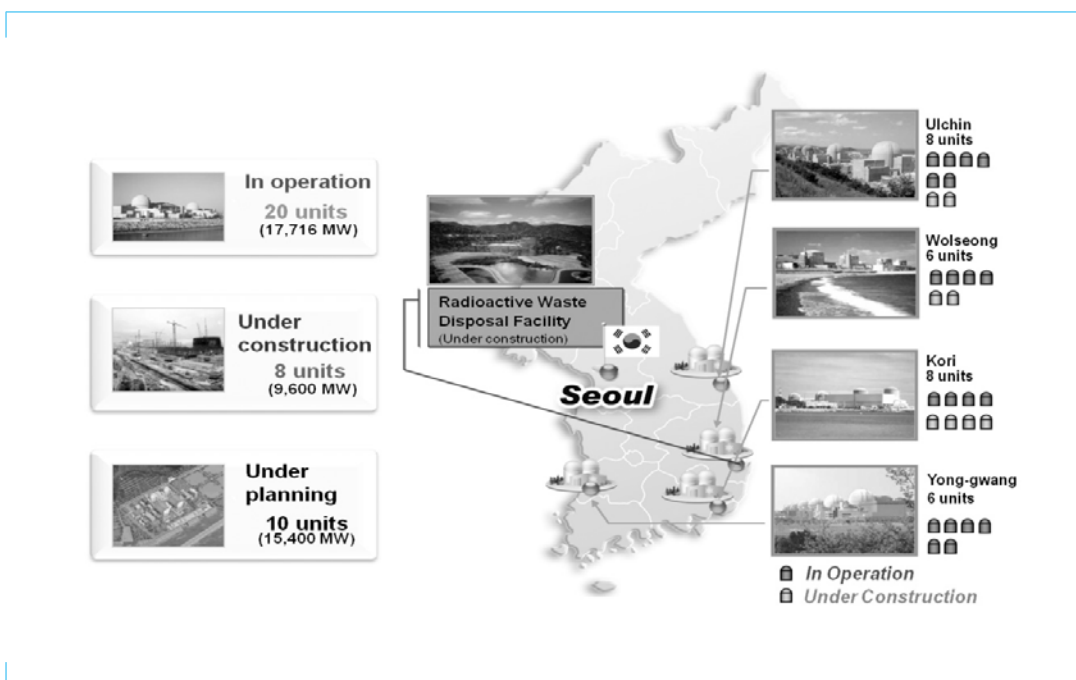 In operation
20 units
(17,716 MW)
Under
construction
8 units
(9,600 MW)
Under
planning
10 units
(15,400 MW)
Radioactive Waste
Disposal Facility
(Under construction)
Seoul
Ulchin
8 units
Wolseong
6 units
Kori
8 units
Yong-gwang
6 units
In Operation
Under Construction